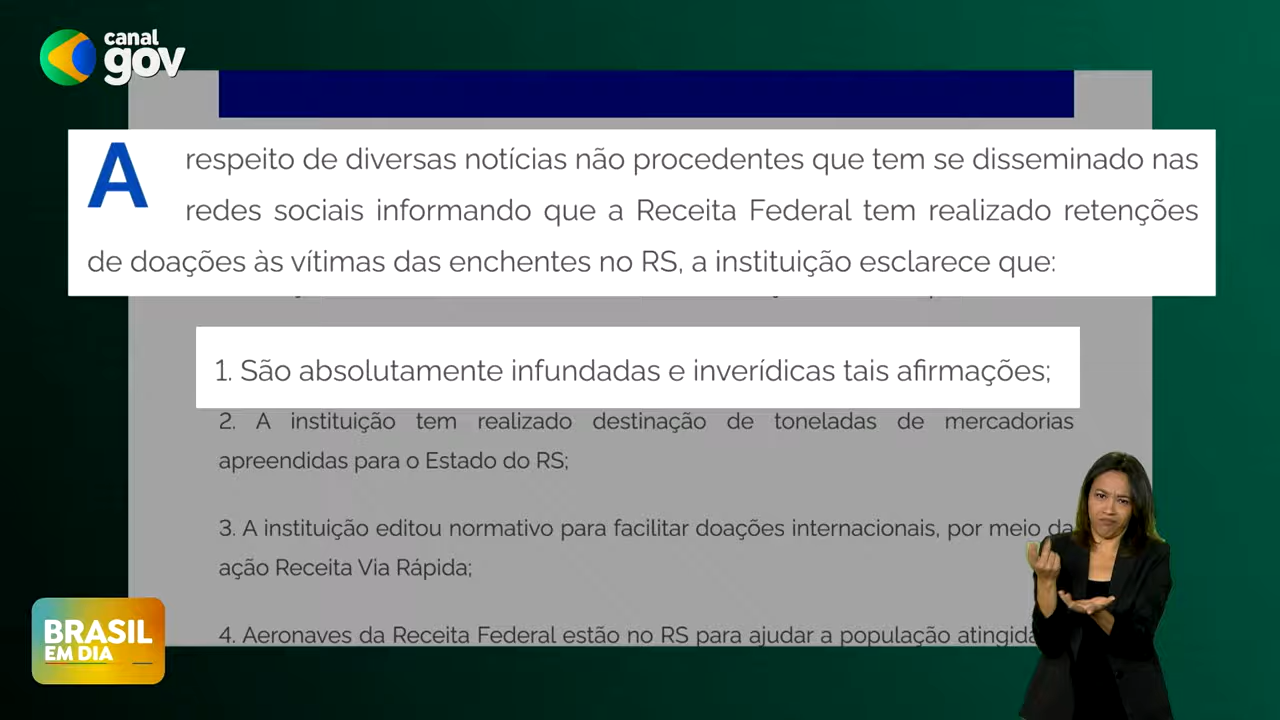 canal
gov
A respeito de diversas notícias não procedentes que tem se disseminado nas
redes sociais informando que a Receita Federal tem realizado retenções
de doações às vítimas das enchentes no RS, a instituição esclarece que:
1. São absolutamente infundadas e inverídicas tais afirmações;
2. A instituição tem realizado destinação de toneladas de mercadorias
apreendidas para o Estado do RS;
3. A instituição editou normativo para facilitar doações internacionais, por meio da
ação Receita Via Rápida;
4. Aeronaves da Receita Federal estão no RS para ajudar a população
BRASIL
EM DIA